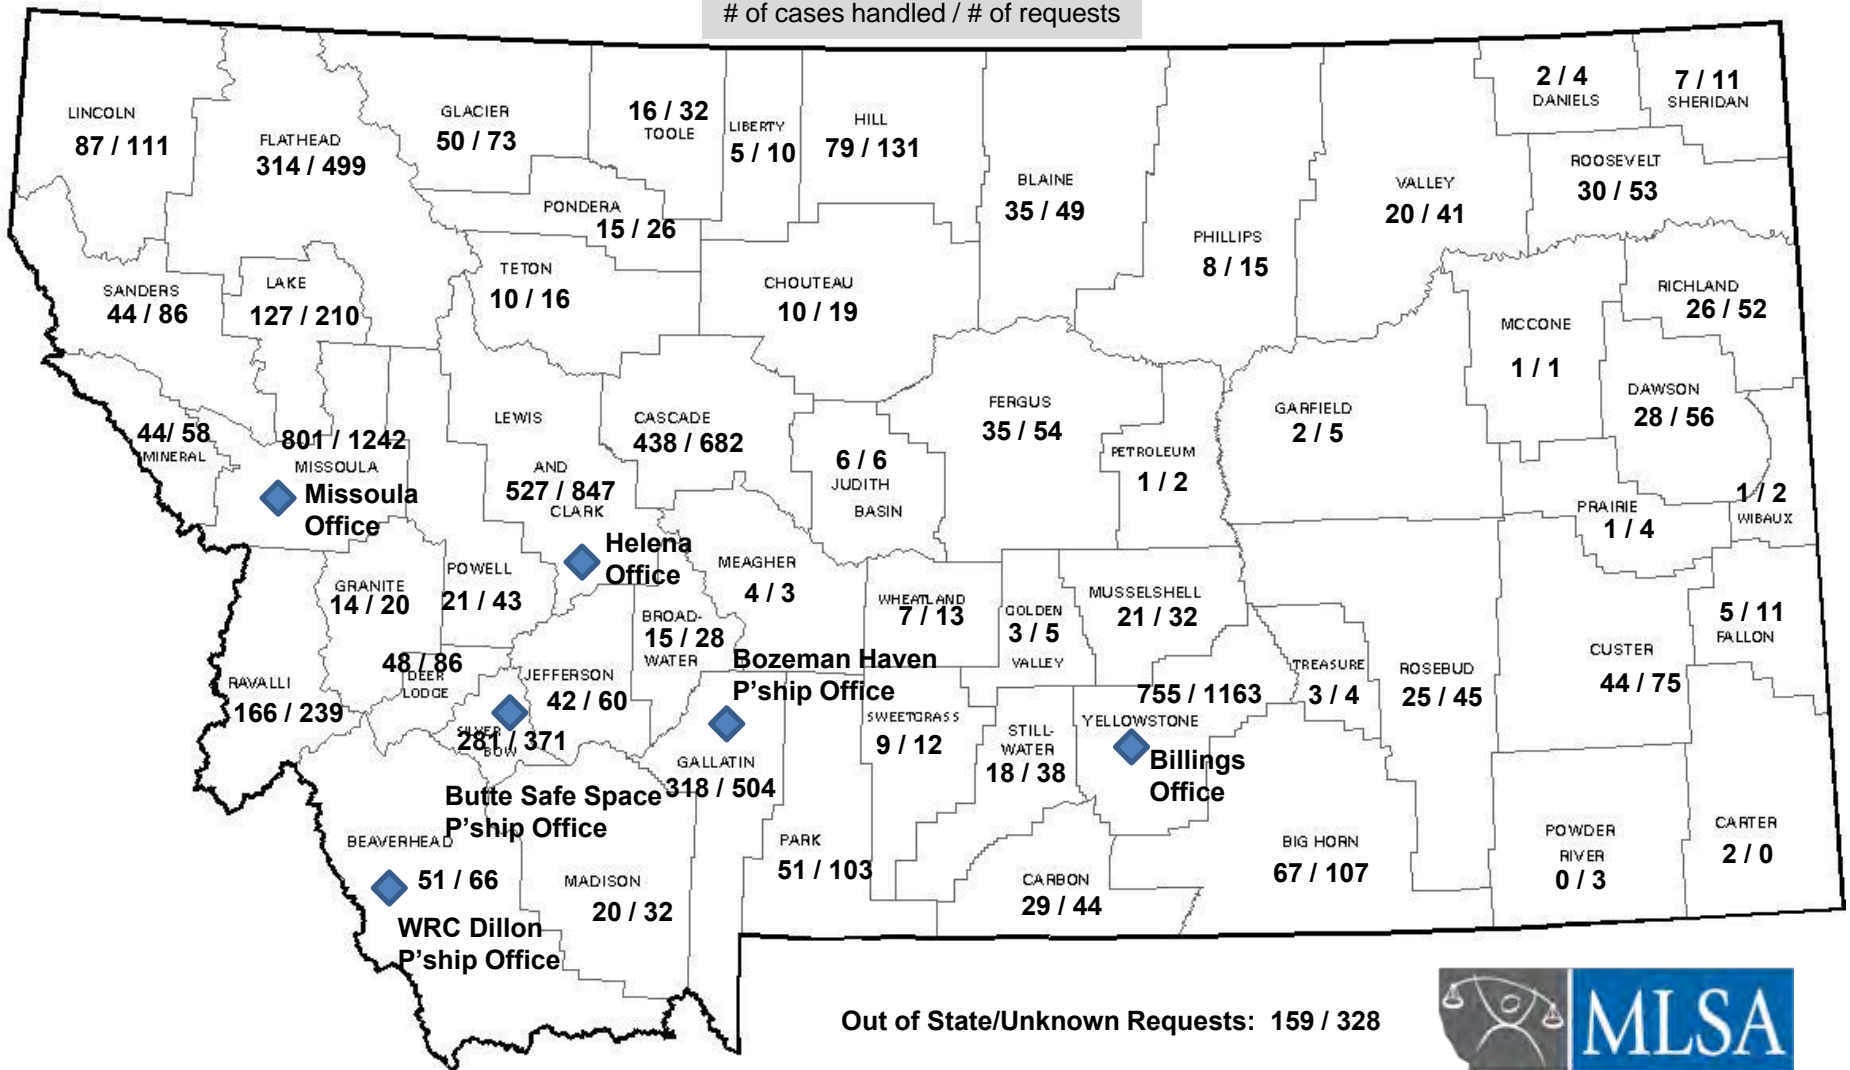 # of cases handled / # of requests
LINCOLN
87 / 111
FLATHEAD
314 / 499
GLACIER
50 / 73
16 / 32
TOOLE
LIBERTY
5 / 10
HILL
79 / 131
BLAINE
35 / 49
PHILLIPS
8 / 15
VALLEY
20 / 41
2 / 4
DANIELS
7 / 11
SHERIDAN
ROOSEVELT
30 / 53
PONDERA
15 / 26
TETON
10 / 16
CHOUTEAU
10 / 19
SANDERS
44 / 86
LAKE
127 / 210
RICHLAND
26 / 52
MCCONE
1 / 1
DAWSON
28 / 56
44/ 58
MINERAL
801 / 1242
MISSOULA
Missoula
Office
LEWIS
AND
527 / 847
CLARK
Helena
Office
CASCADE
438 / 682
6 / 6
JUDITH
BASIN
FERGUS
35 / 54
PETROLEUM
1 / 2
GARFIELD
2 / 5
PRAIRIE
1 / 4
1 / 2
WIBAUX
GRANITE
14 / 20
POWELL
21 / 43
MEAGHER
4 / 3
BROAD-
15 / 28
WATER
WHEATLAND
7 / 13
GOLDEN
3 / 5
VALLEY
MUSSELSHELL
21 / 32
TREASURE
3 / 4
ROSEBUD
25 / 45
CUSTER
44 / 75
5 / 11
FALLON
RAVALLI
166 / 239
48 / 86
DEER
LODGE
JEFFERSON
42 / 60
SILVER
281 / 371
BOW
Butte Safe Space
P'ship Office
Bozeman Haven
P'ship Office
GALLATIN
318 / 504
SWEETGRASS
9 / 12
STILL-
WATER
18 / 38
755 / 1163
YELLOWSTONE
Billings
Office
BEAVERHEAD
51 / 66
WRC Dillon
P'ship Office
MADISON
20 / 32
PARK
51 / 103
CARBON
29 / 44
BIG HORN
67 / 107
POWDER
RIVER
0 / 3
CARTER
2 / 0
Out of State/Unknown Requests: 159 / 328
MLSA